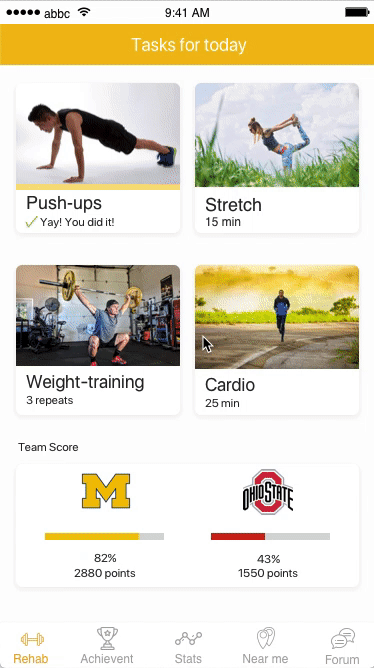 abbc 9:41 AM
Tasks for today
Push-ups
Yay! You did it!
Stretch
15 min
Weight-training
3 repeats
Cardio
25 min
Team Score
M
OHIO STATE
82%
2880 points
43%
1550 points
Rehab
Achievent
Stats
Near me
Forum